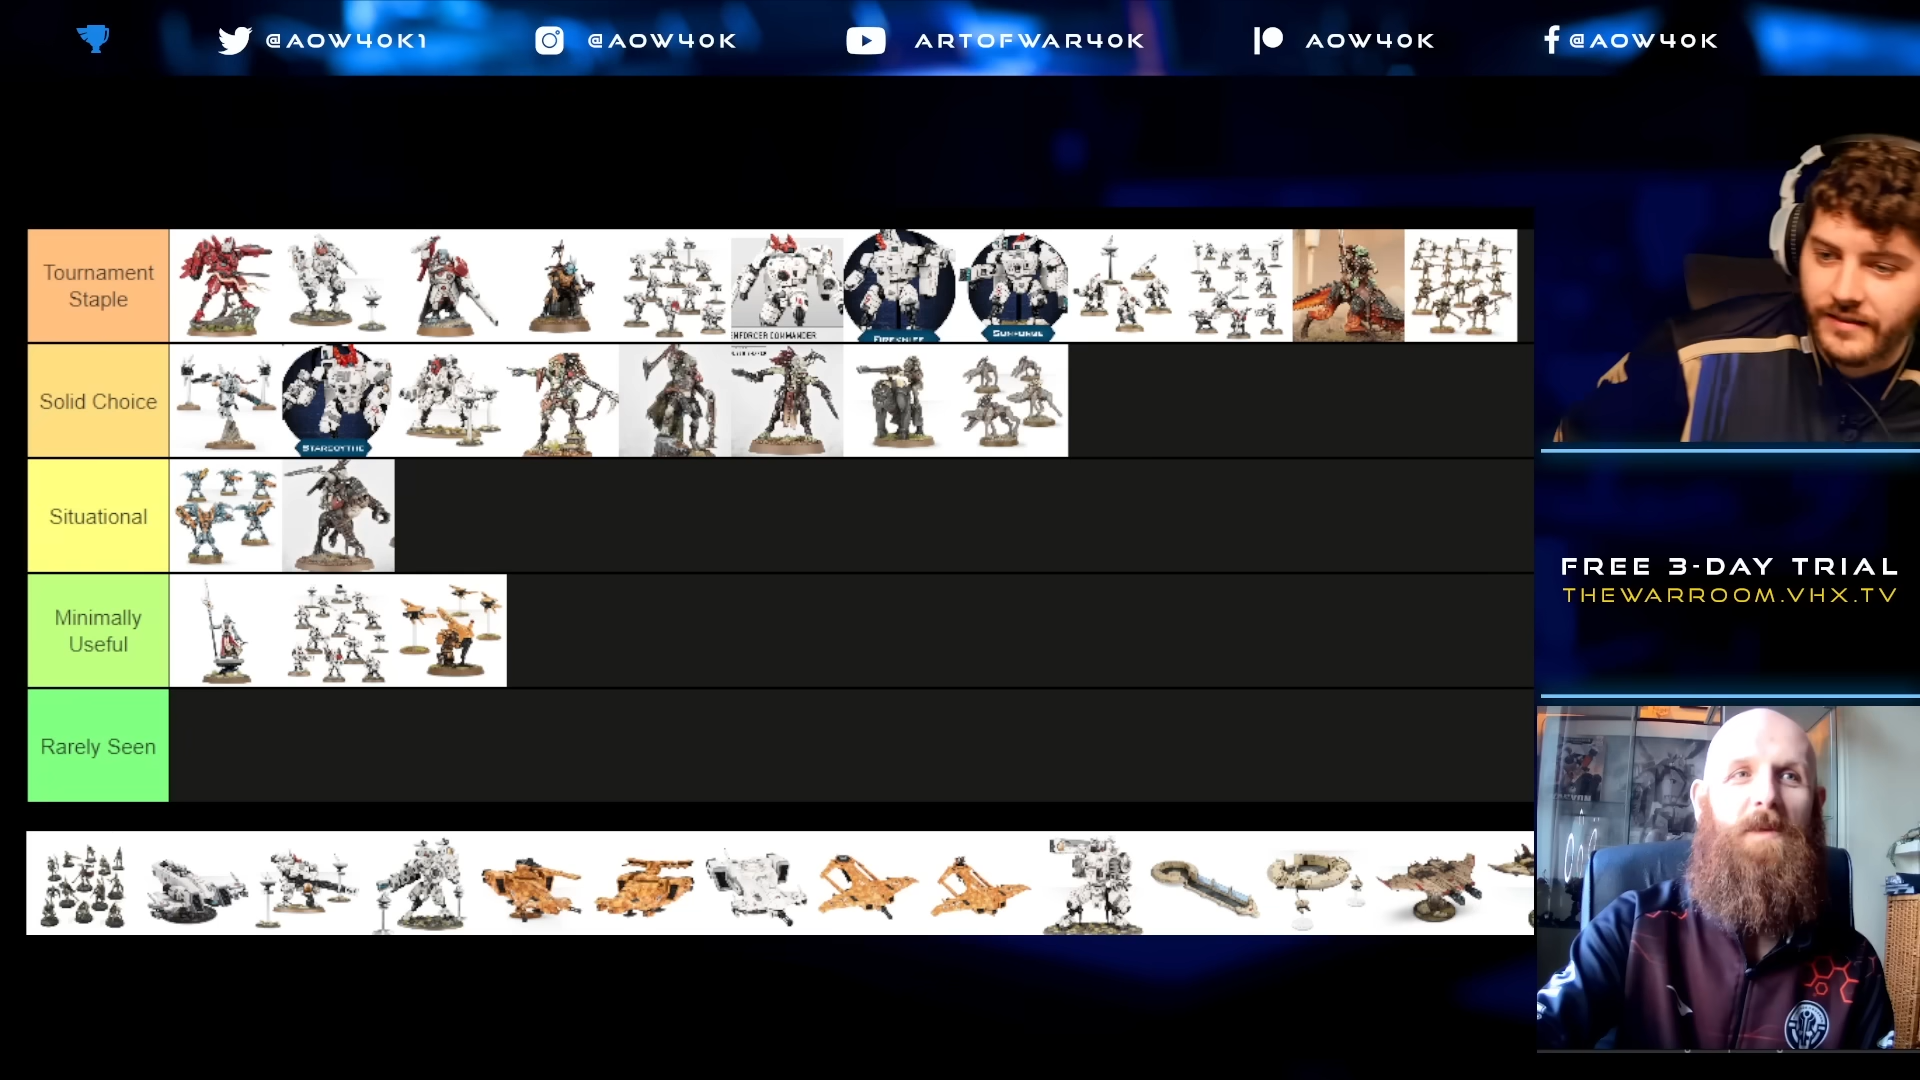 @AOW40K1
@AOW40K
ARTOFWAR40K
AOW40K
@AOW40K
Tournament
Staple
ENFORCER COMMANDER
FIREKNIFE
SUNFORGE
Solid Choice
STARSCYTHE
Situational
Minimally
Useful
Rarely Seen
FREE 3-DAY TRIAL
THEWARROOM.VHX.TV